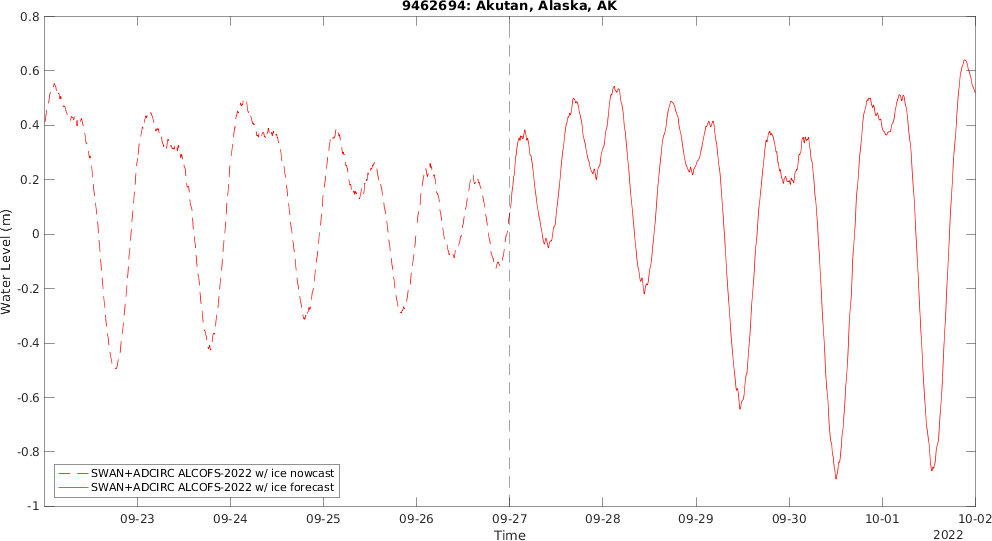 9462694: Akutan, Alaska, AK
0.8
0.6
0.4
0.2
0
-0.2
-0.4
-0.6
-0.8
-1
Water Level (m)
SWAN+ADCIRC ALCOFS-2022 w/ ice nowcast
SWAN+ADCIRC ALCOFS-2022 w/ ice forecast
09-23 09-24 09-25 09-26 09-27 09-28 09-29 09-30 10-01 10-02
Time
2022